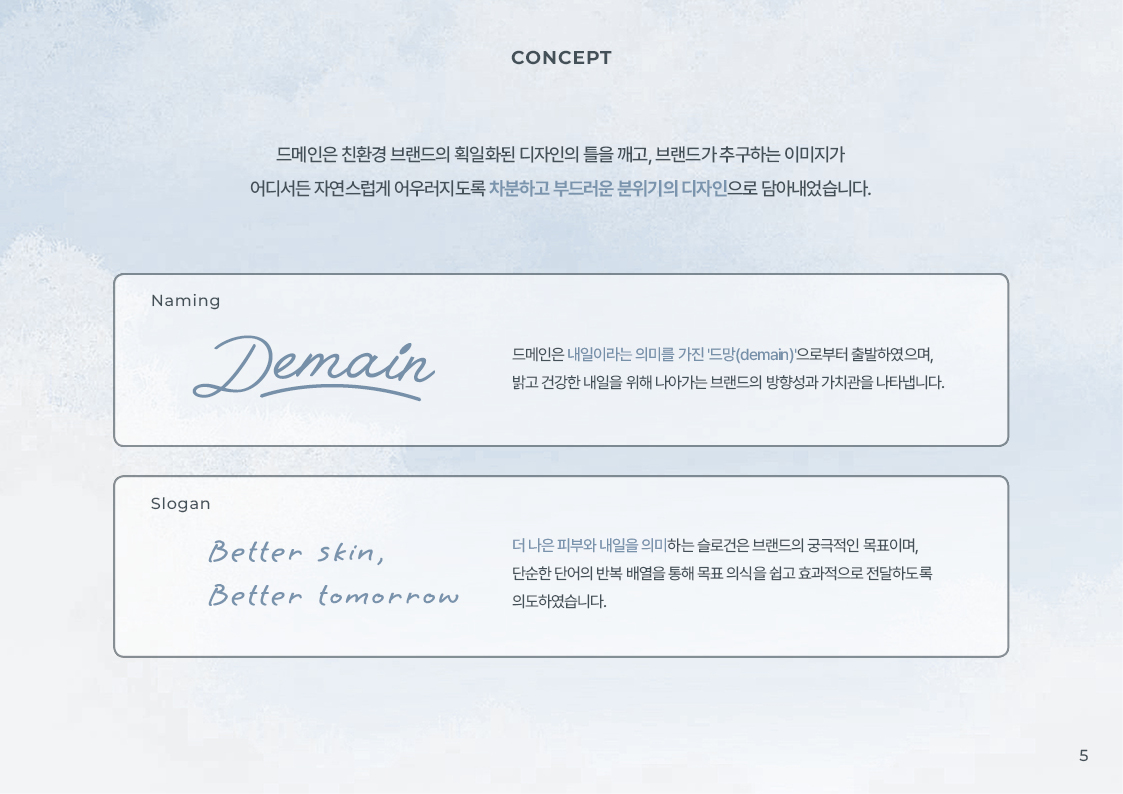 CONCEPT
드메인은 친환경 브랜드의 획일화된 디자인의 틀을 깨고, 브랜드가 추구하는 이미지가
어디서든 자연스럽게 어우러지도록 차분하고 부드러운 분위기의 디자인으로 담아내었습니다.
Naming
Demain
드메인은 내일이라는 의미를 가진 '드망(demain)'으로부터 출발하였으며,
밝고 건강한 내일을 위해 나아가는 브랜드의 방향성과 가치관을 나타냅니다.
Slogan
Better skin,
Better tomorrow
더 나은 피부와 내일을 의미하는 슬로건은 브랜드의 궁극적인 목표이며,
단순한 단어의 반복 배열을 통해 목표 의식을 쉽고 효과적으로 전달하도록
의도하였습니다.
5